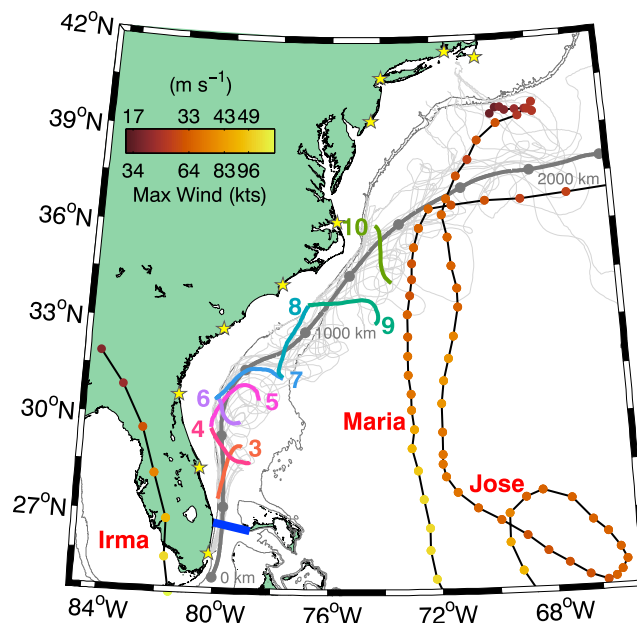 42°N
39°N
36°N
33°N
30°N
27°N
(m s⁻¹)
17 33 43 49
34 64 83 96
Max Wind (kts)
2000 km
10
8
1000 km
9
7
6
5
4
3
Maria
Jose
Irma
0 km
84°W 80°W 76°W 72°W 68°W